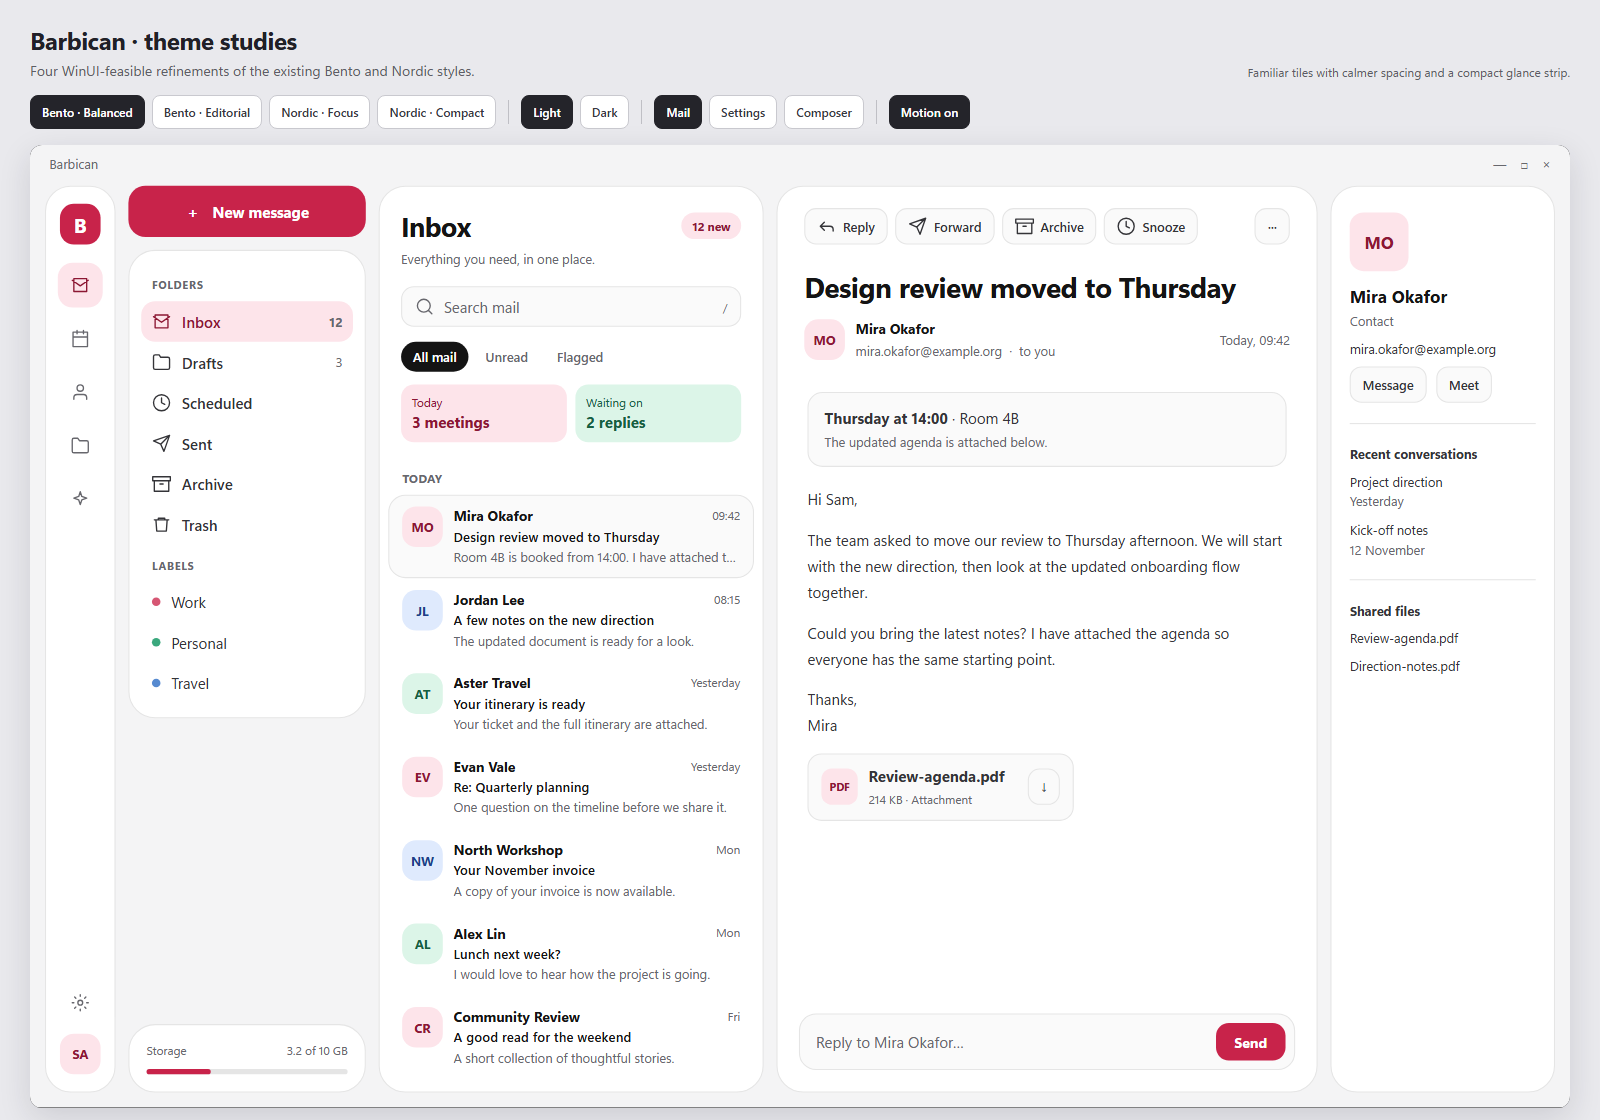 Barbican · theme studies
Four WinUI-feasible refinements of the existing Bento and Nordic styles.
Familiar tiles with calmer spacing and a compact glance strip.
Bento · Balanced
Bento · Editorial
Nordic · Focus
Nordic · Compact
Light
Dark
Mail
Settings
Composer
Motion on
Barbican
B
SA
+ New message
FOLDERS
Inbox 12
Drafts 3
Scheduled
Sent
Archive
Trash
LABELS
Work
Personal
Travel
Storage 3.2 of 10 GB
Inbox
12 new
Everything you need, in one place.
Search mail /
All mail
Unread
Flagged
Today
3 meetings
Waiting on
2 replies
TODAY
MO
Mira Okafor 09:42
Design review moved to Thursday
Room 4B is booked from 14:00. I have attached t...
JL
Jordan Lee 08:15
A few notes on the new direction
The updated document is ready for a look.
AT
Aster Travel Yesterday
Your itinerary is ready
Your ticket and the full itinerary are attached.
EV
Evan Vale Yesterday
Re: Quarterly planning
One question on the timeline before we share it.
NW
North Workshop Mon
Your November invoice
A copy of your invoice is now available.
AL
Alex Lin Mon
Lunch next week?
I would love to hear how the project is going.
CR
Community Review Fri
A good read for the weekend
A short collection of thoughtful stories.
Reply
Forward
Archive
Snooze
...
Design review moved to Thursday
MO
Mira Okafor
mira.okafor@example.org · to you
Today, 09:42
Thursday at 14:00 · Room 4B
The updated agenda is attached below.
Hi Sam,
The team asked to move our review to Thursday afternoon. We will start
with the new direction, then look at the updated onboarding flow
together.
Could you bring the latest notes? I have attached the agenda so
everyone has the same starting point.
Thanks,
Mira
PDF
Review-agenda.pdf
214 KB · Attachment
↓
Reply to Mira Okafor...
Send
MO
Mira Okafor
Contact
mira.okafor@example.org
Message
Meet
Recent conversations
Project direction
Yesterday
Kick-off notes
12 November
Shared files
Review-agenda.pdf
Direction-notes.pdf